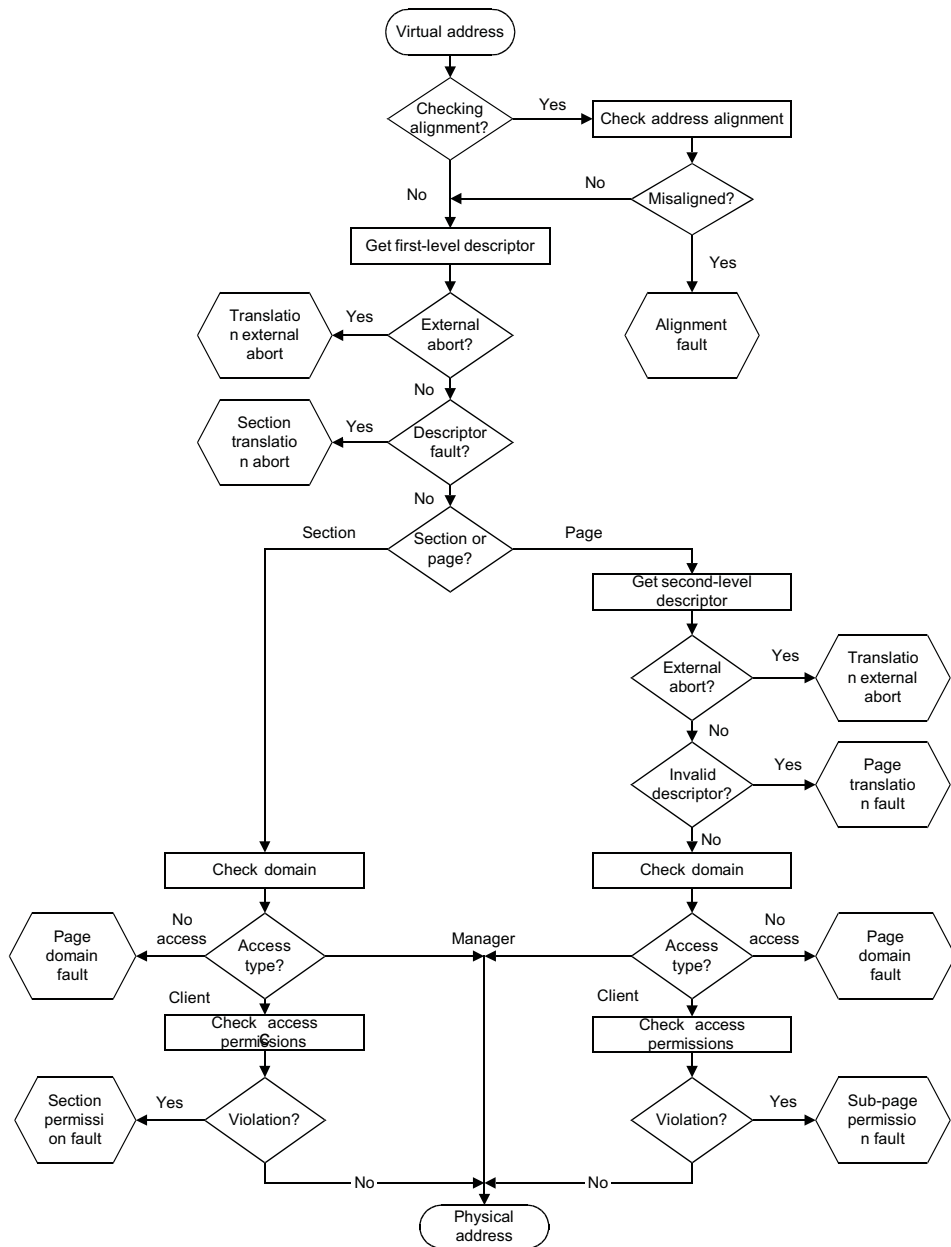 Virtual address
Checking
alignment?
Yes
Check address alignment
No
No
Misaligned?
Get first-level descriptor
Yes
Translatio
n external
abort
Yes
External
abort?
Alignment
fault
No
Section
translatio
n abort
Yes
Descriptor
fault?
No
Section
Section or
page?
Page
Get second-level
descriptor
External
abort?
Yes
Translatio
n external
abort
No
Invalid
descriptor?
Yes
Page
translatio
n fault
No
Check domain
Check domain
Page
domain
fault
No
access
Access
type?
Manager
Access
type?
No
access
Page
domain
fault
Client
Client
Check access
permissions
Check access
permissions
Section
permissi
on fault
Yes
Violation?
Violation?
Yes
Sub-page
permissio
n fault
No
No
Physical
address